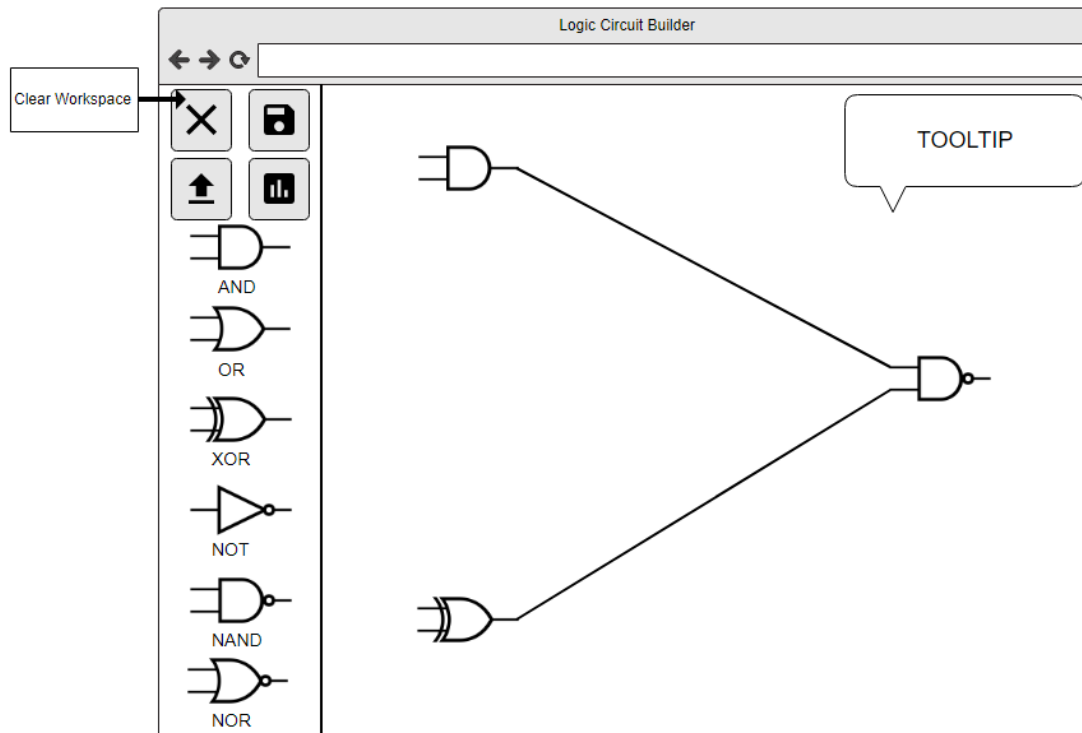 Logic Circuit Builder
Clear Workspace
TOOLTIP
AND
OR
XOR
NOT
NAND
NOR